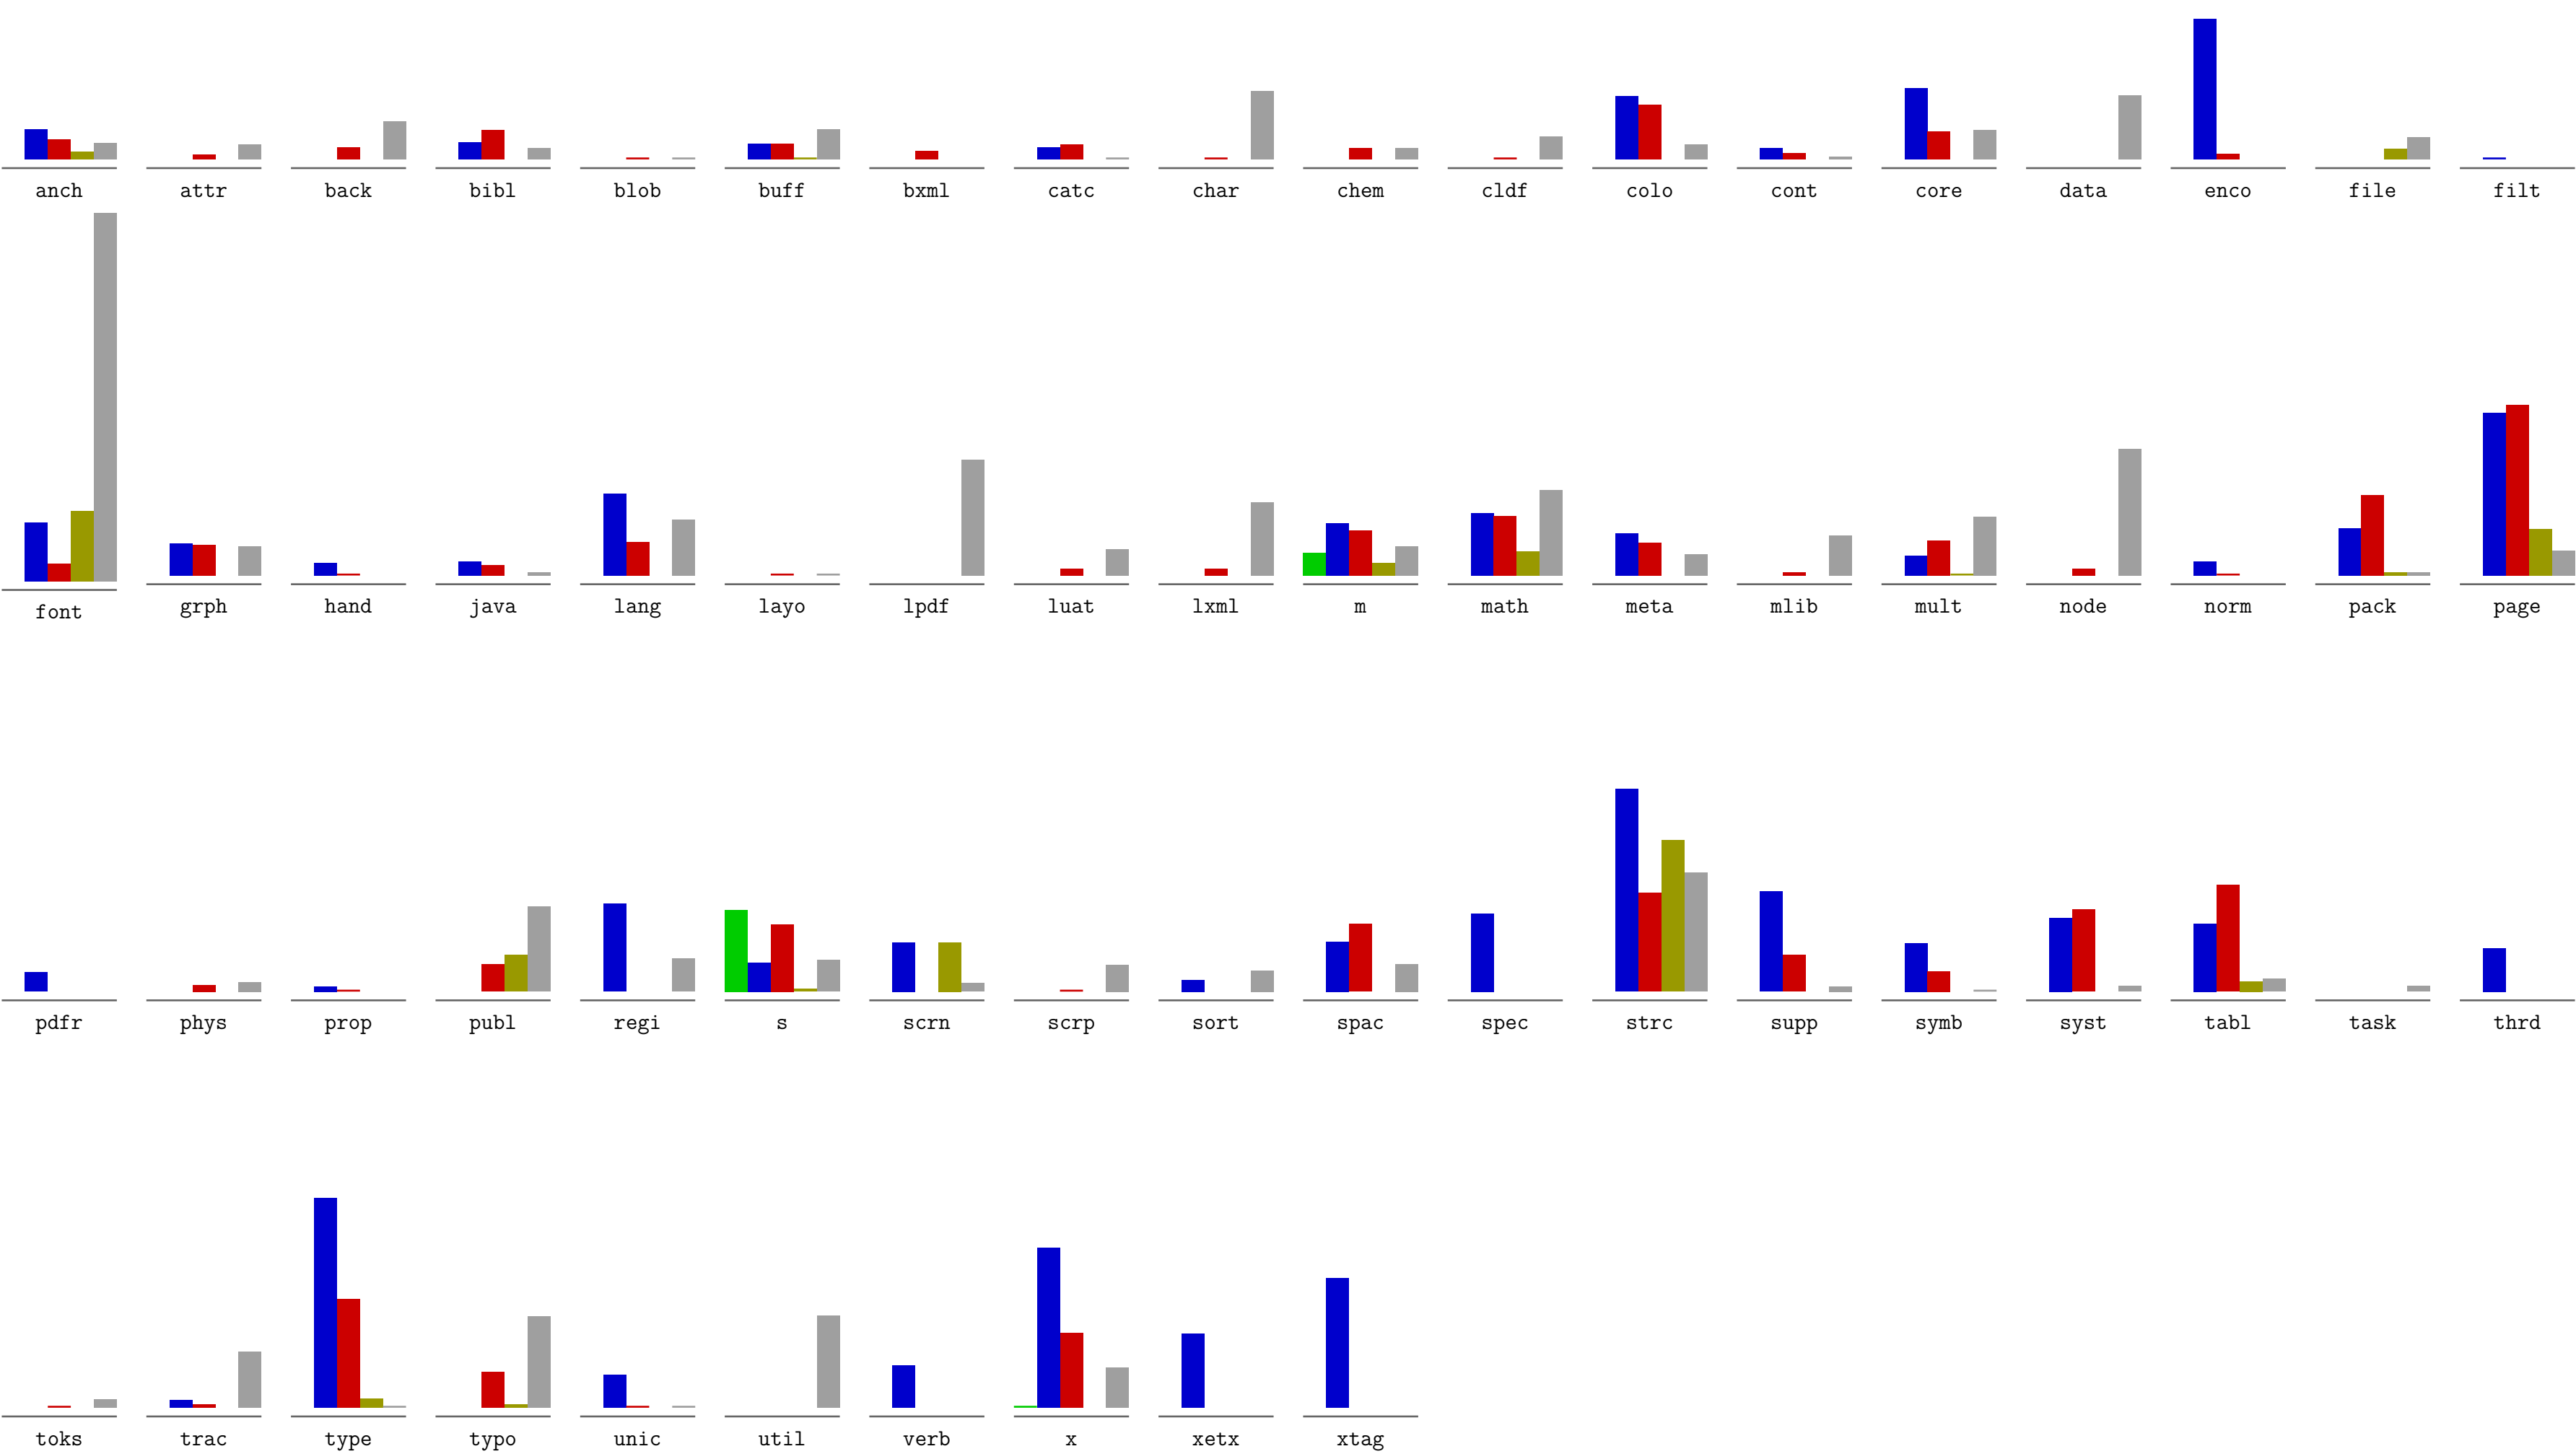 anch attr back bibl blob buff bxml catc char chem cldf colo cont core data enco file filt
font grph hand java lang layo lpdf luat lxml m math meta mlib mult node norm pack page
pdfr phys prop publ regi s scrn scrp sort spac spec strc supp symb syst tabl task thrd
toks trac type typo unic util verb x xetx xtag